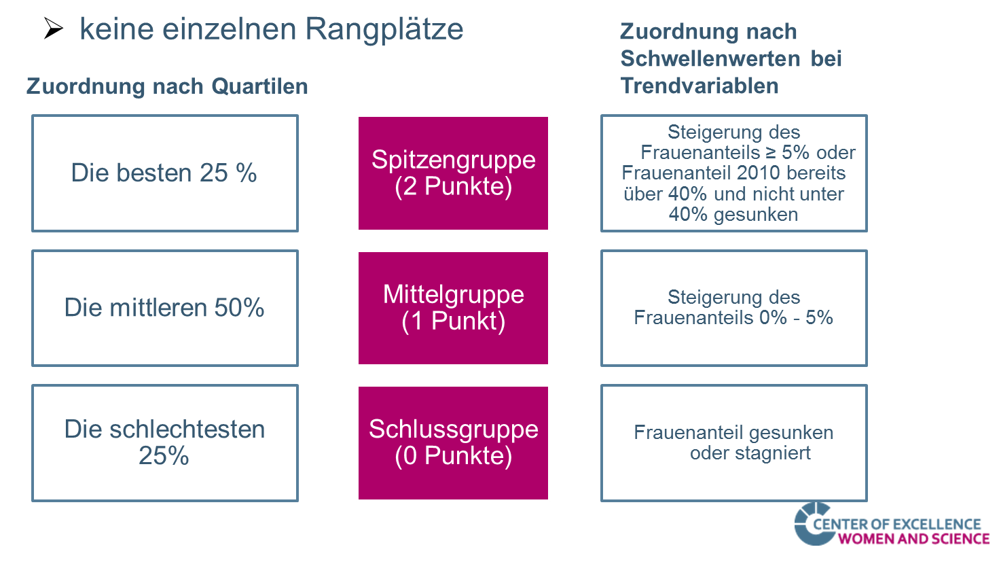 ➢ keine einzelnen Rangplätze
Zuordnung nach
Schwellenwerten bei
Trendvariablen
Zuordnung nach Quartilen
Die besten 25 %
Spitzengruppe
(2 Punkte)
Steigerung des
Frauenanteils ≥ 5% oder
Frauenanteil 2010 bereits
über 40% und nicht unter
40% gesunken
Die mittleren 50%
Mittelgruppe
(1 Punkt)
Steigerung des
Frauenanteils 0% - 5%
Die schlechtesten
25%
Schlussgruppe
(0 Punkte)
Frauenanteil gesunken
oder stagniert
CENTER OF EXCELLENCE
WOMEN AND SCIENCE